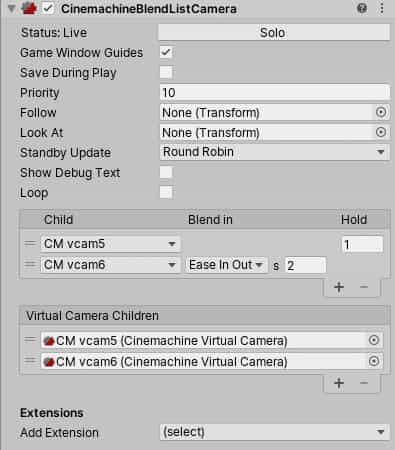 CinemachineBlendListCamera
Status: Live Solo
Game Window Guides
Save During Play
Priority 10
Follow None (Transform)
Look At None (Transform)
Standby Update Round Robin
Show Debug Text
Loop
Child Blend in Hold
CM vcam5 1
CM vcam6 Ease In Out s 2
+ −
Virtual Camera Children
CM vcam5 (Cinemachine Virtual Camera)
CM vcam6 (Cinemachine Virtual Camera)
+ −
Extensions
Add Extension (select)